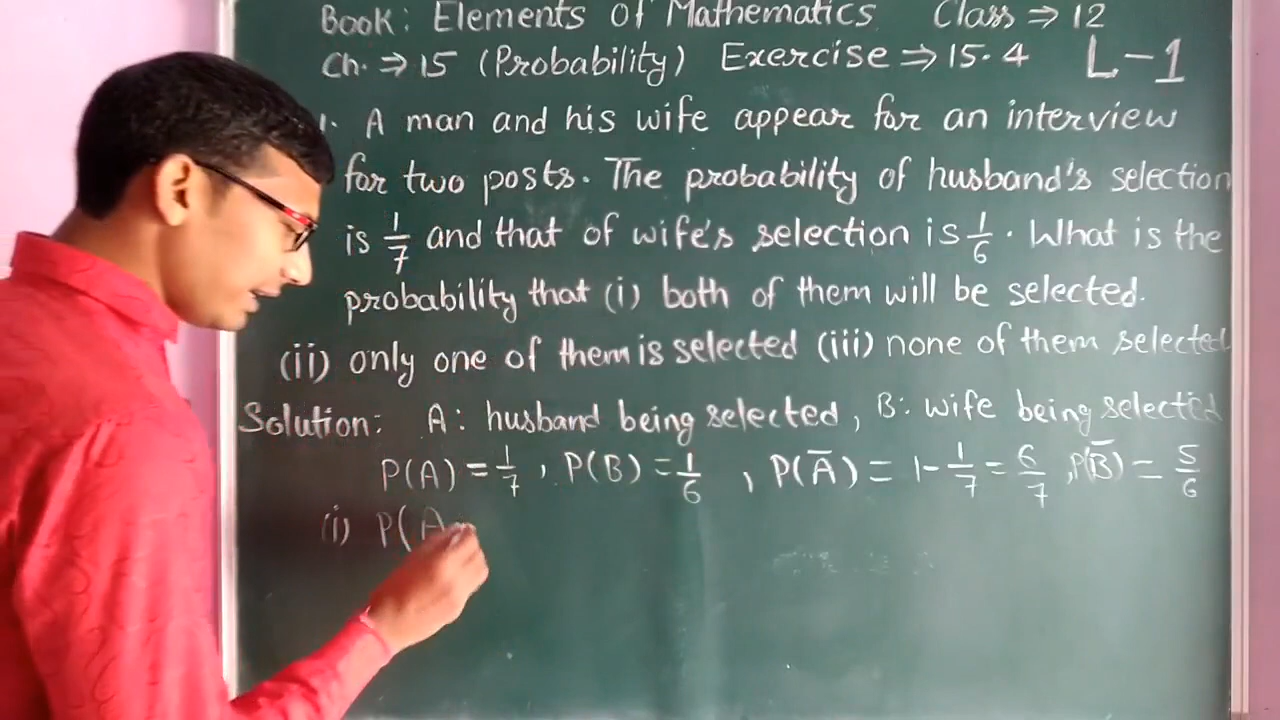 Book: Elements of Mathematics Class ⇒ 12
Ch. ⇒ 15 (Probability) Exercise ⇒ 15.4 L-1
1. A man and his wife appear for an interview
for two posts. The probability of husband's selection
is 1/7 and that of wife's selection is 1/6. What is the
probability that (i) both of them will be selected.
(ii) only one of them is selected (iii) none of them selected
Solution: A: husband being selected, B: wife being selected
P(A) = 1/7, P(B) = 1/6, P(A̅) = 1 - 1/7 = 6/7, P(B̅) = 5/6
(i) P(A